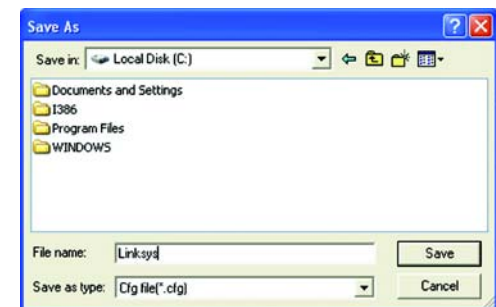 Save As
Save in: Local Disk (C:)
Documents and Settings
I386
Program Files
WINDOWS
File name: Linksys Save
Save as type: Cfg file(*.cfg) Cancel